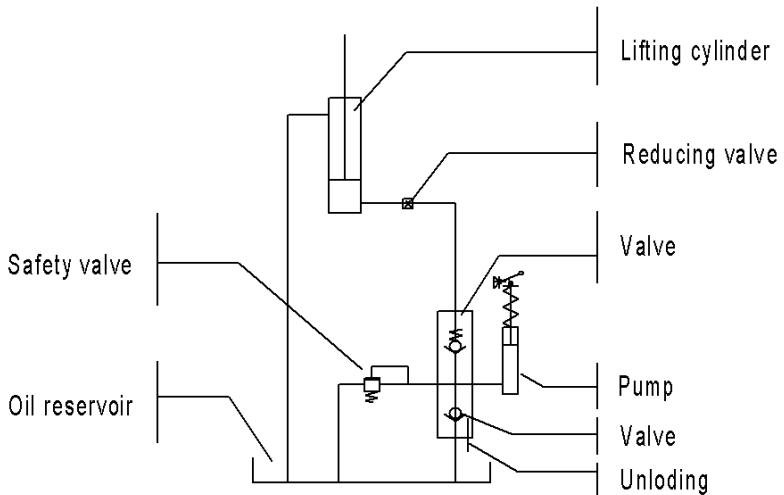 Lifting cylinder
Reducing valve
Valve
Safety valve
Pump
Oil reservoir
Valve
Unloding